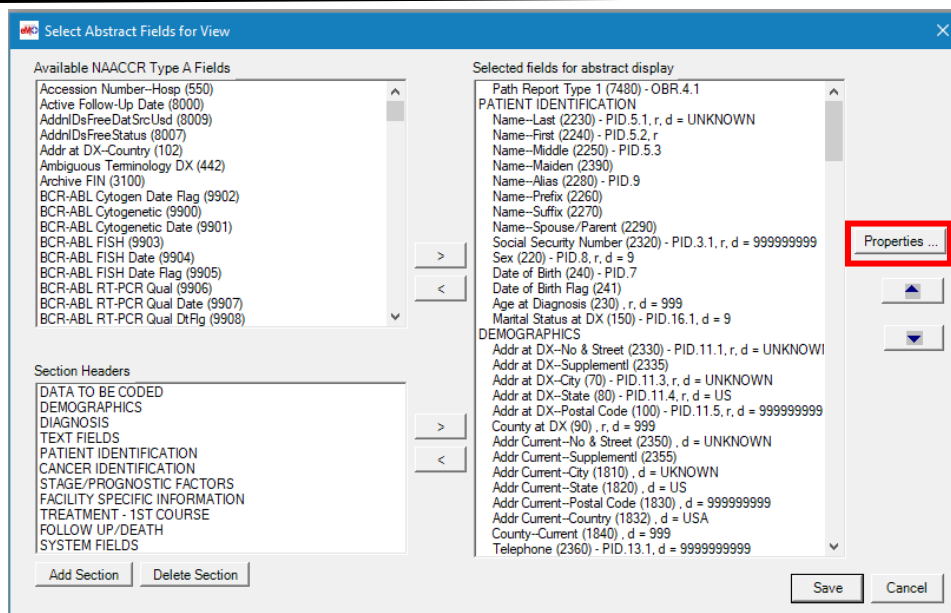 eMO Select Abstract Fields for View
Available NAACCR Type A Fields
Accession Number--Hosp (550)
Active Follow-Up Date (8000)
AddnlDsFreeDatSrcUsd (8009)
AddnlDsFreeStatus (8007)
Addr at DX--Country (102)
Ambiguous Terminology DX (442)
Archive FIN (3100)
BCR-ABL Cytogen Date Flag (9902)
BCR-ABL Cytogenetic (9900)
BCR-ABL Cytogenetic Date (9901)
BCR-ABL FISH (9903)
BCR-ABL FISH Date (9904)
BCR-ABL FISH Date Flag (9905)
BCR-ABL RT-PCR Qual (9906)
BCR-ABL RT-PCR Qual Date (9907)
BCR-ABL RT-PCR Qual DtFlg (9908)
>
<
Section Headers
DATA TO BE CODED
DEMOGRAPHICS
DIAGNOSIS
TEXT FIELDS
PATIENT IDENTIFICATION
CANCER IDENTIFICATION
STAGE/PROGNOSTIC FACTORS
FACILITY SPECIFIC INFORMATION
TREATMENT - 1ST COURSE
FOLLOW UP/DEATH
SYSTEM FIELDS
>
<
Add Section
Delete Section
Selected fields for abstract display
Path Report Type 1 (7480) - OBR.4.1
PATIENT IDENTIFICATION
Name--Last (2230) - PID.5.1, r, d = UNKNOWN
Name--First (2240) - PID.5.2, r
Name--Middle (2250) - PID.5.3
Name--Maiden (2390)
Name--Alias (2280) - PID.9
Name--Prefix (2260)
Name--Suffix (2270)
Name--Spouse/Parent (2290)
Social Security Number (2320) - PID.3.1, r, d = 999999999
Sex (220) - PID.8, r, d = 9
Date of Birth (240) - PID.7
Date of Birth Flag (241)
Age at Diagnosis (230) , r, d = 999
Marital Status at DX (150) - PID.16.1, d = 9
DEMOGRAPHICS
Addr at DX--No & Street (2330) - PID.11.1, r, d = UNKNOWI
Addr at DX--Supplementl (2335)
Addr at DX--City (70) - PID.11.3, r, d = UNKNOWN
Addr at DX--State (80) - PID.11.4, r, d = US
Addr at DX--Postal Code (100) - PID.11.5, r, d = 999999999
County at DX (90) , r, d = 999
Addr Current--No & Street (2350) , d = UNKNOWN
Addr Current--Supplementl (2355)
Addr Current--City (1810) , d = UKNOWN
Addr Current--State (1820) , d = US
Addr Current--Postal Code (1830) , d = 999999999
Addr Current--Country (1832) , d = USA
County--Current (1840) , d = 999
Telephone (2360) - PID.13.1, d = 9999999999
Properties ...
Save
Cancel